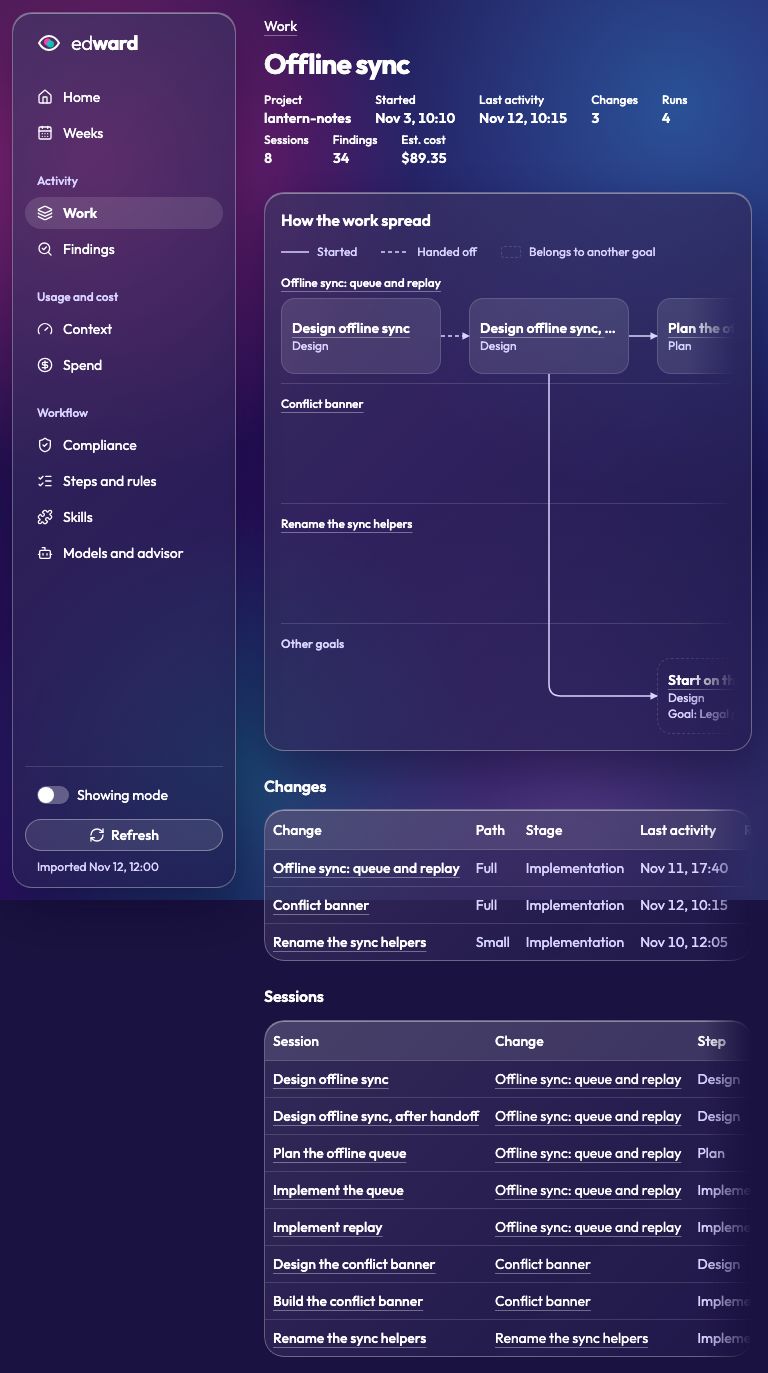 edward
Home
Weeks
Activity
Work
Findings
Usage and cost
Context
Spend
Workflow
Compliance
Steps and rules
Skills
Models and advisor
Showing mode
Refresh
Imported Nov 12, 12:00
Work
Offline sync
Project Started Last activity Changes Runs
lantern-notes Nov 3, 10:10 Nov 12, 10:15 3 4
Sessions Findings Est. cost
8 34 $89.35
How the work spread
Started Handed off Belongs to another goal
Offline sync: queue and replay
Design offline sync Design offline sync, ... Plan the
Design Design Plan
Conflict banner
Rename the sync helpers
Other goals
Start on
Design
Goal: Legal
Changes
Change Path Stage Last activity
Offline sync: queue and replay Full Implementation Nov 11, 17:40
Conflict banner Full Implementation Nov 12, 10:15
Rename the sync helpers Small Implementation Nov 10, 12:05
Sessions
Session Change Step
Design offline sync Offline sync: queue and replay Design
Design offline sync, after handoff Offline sync: queue and replay Design
Plan the offline queue Offline sync: queue and replay Plan
Implement the queue Offline sync: queue and replay Impleme
Implement replay Offline sync: queue and replay Impleme
Design the conflict banner Conflict banner Design
Build the conflict banner Conflict banner Impleme
Rename the sync helpers Rename the sync helpers Impleme